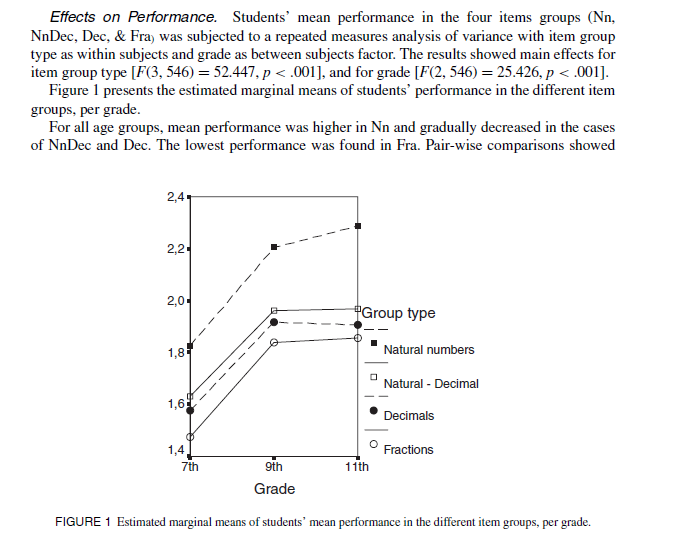 Effects on Performance. Students' mean performance in the four items groups (Nn,
NnDec, Dec, & Fra) was subjected to a repeated measures analysis of variance with item group
type as within subjects and grade as between subjects factor. The results showed main effects for
item group type [F(3, 546) = 52.447, p < .001], and for grade [F(2, 546) = 25.426, p < .001].
Figure 1 presents the estimated marginal means of students' performance in the different item
groups, per grade.
For all age groups, mean performance was higher in Nn and gradually decreased in the cases
of NnDec and Dec. The lowest performance was found in Fra. Pair-wise comparisons showed
2,4
2,2
2,0
1,8
1,6
1,4
7th 9th 11th
Grade
Group type
Natural numbers
Natural - Decimal
Decimals
Fractions
FIGURE 1 Estimated marginal means of students' mean performance in the different item groups, per grade.